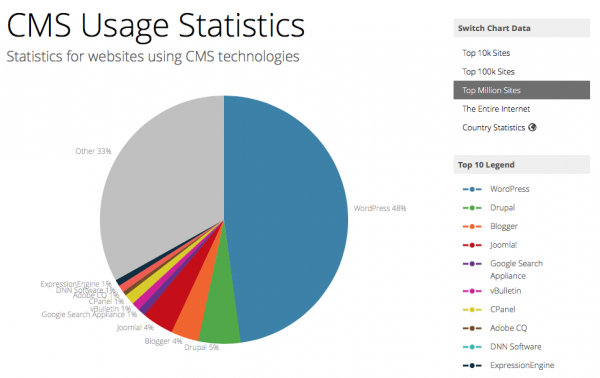 CMS Usage Statistics
Statistics for websites using CMS technologies
Other 33%
WordPress 48%
ExpressionEngine 1%
DNN Software 1%
Adobe CQ 1%
CPanel 1%
vBulletin 1%
Google Search Appliance 1%
Joomla! 4%
Blogger 4%
Drupal 5%
Switch Chart Data
Top 10k Sites
Top 100k Sites
Top Million Sites
The Entire Internet
Country Statistics
Top 10 Legend
WordPress
Drupal
Blogger
Joomla!
Google Search
Appliance
vBulletin
CPanel
Adobe CQ
DNN Software
ExpressionEngine